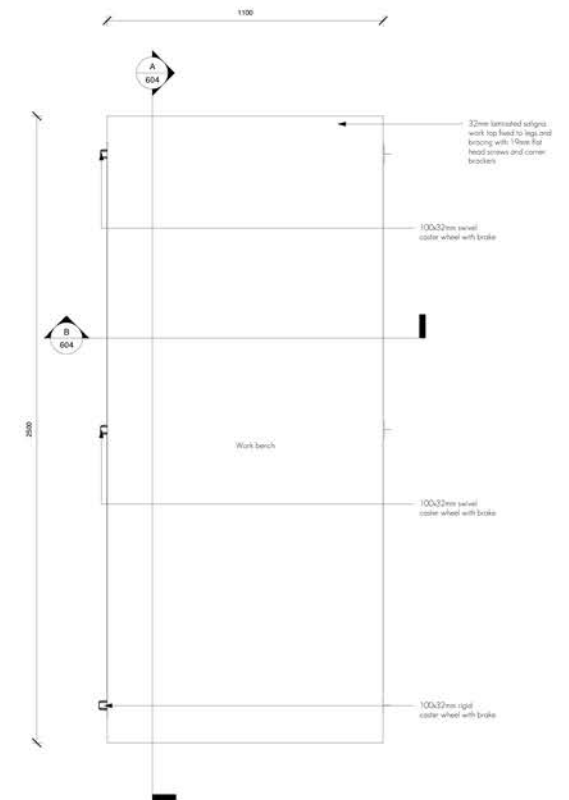 1100
A
604
32mm laminated saligna
work top fixed to legs and
bracing with 19mm flat
head screws and corner
brackets
100x32mm swivel
caster wheel with brake
B
604
2500
Work bench
100x32mm swivel
caster wheel with brake
100x32mm rigid
caster wheel with brake